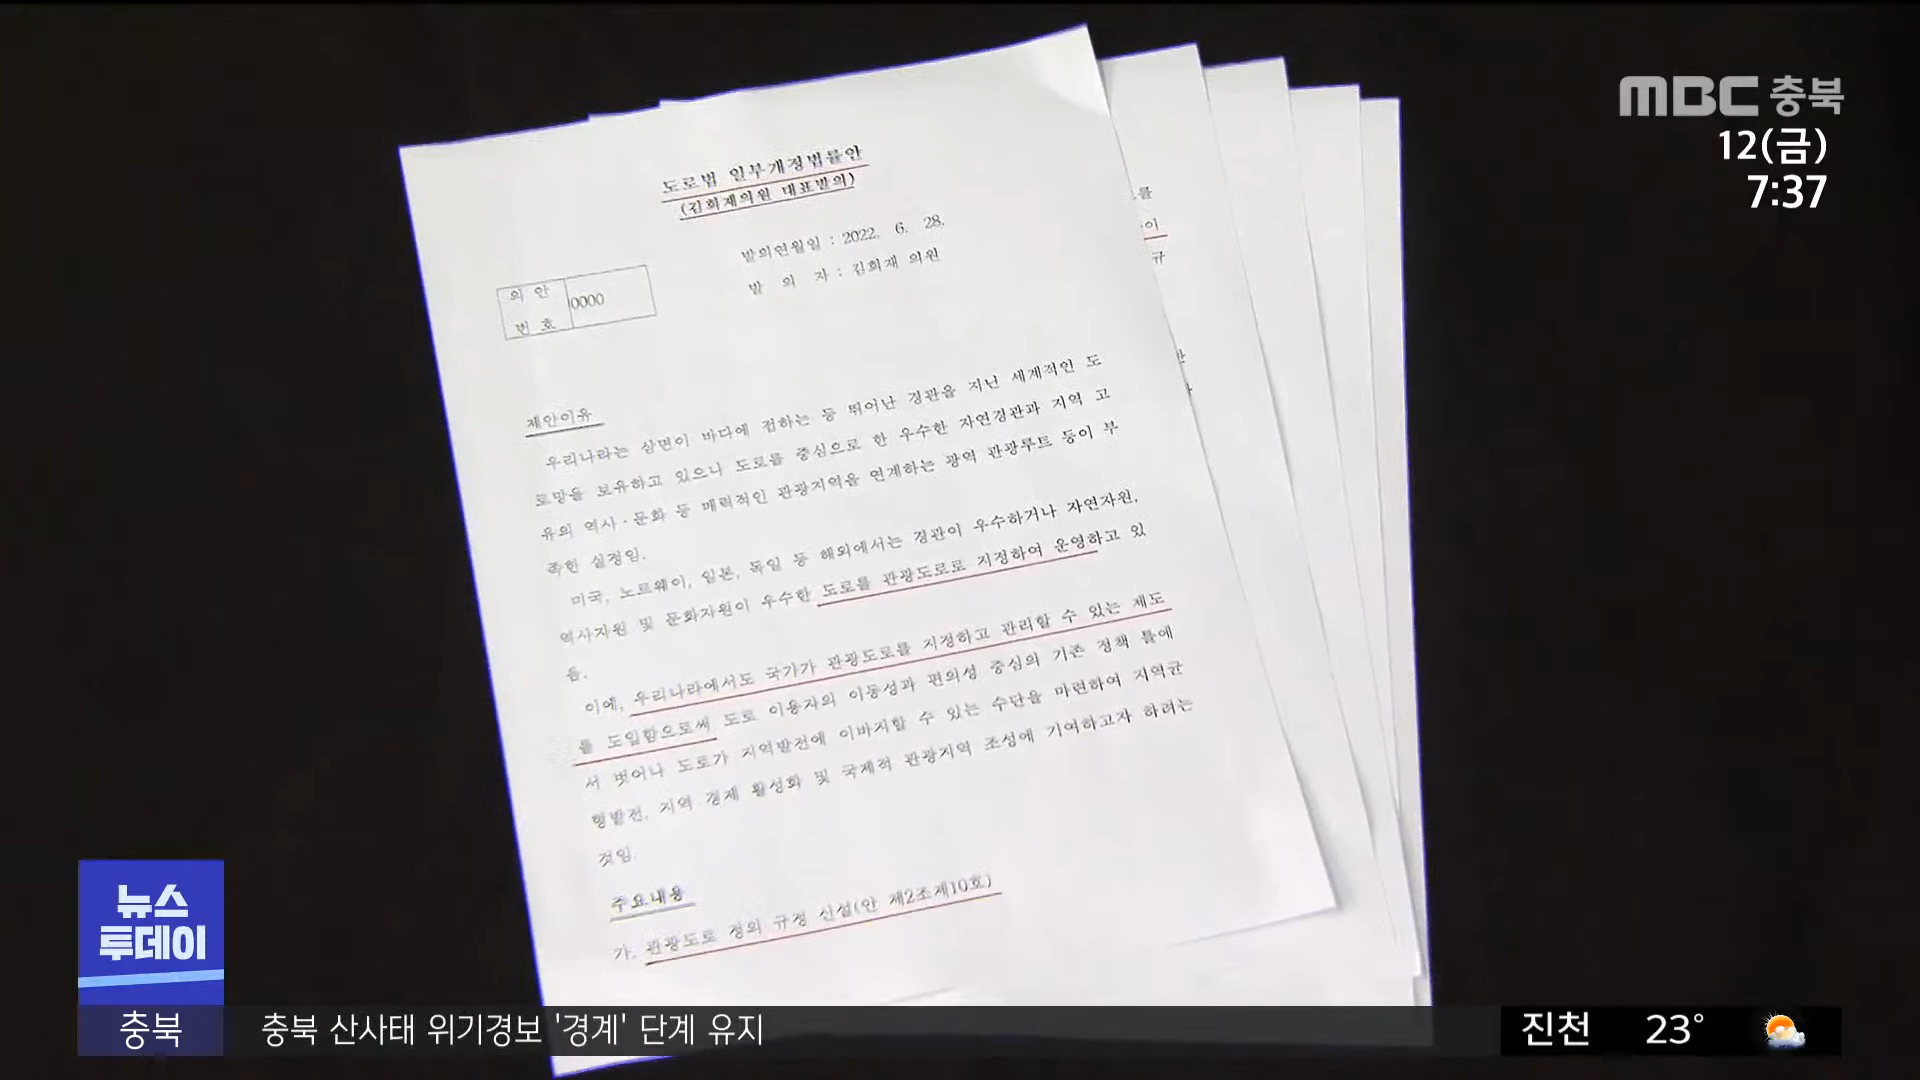 MBC 충북
12(금)
7:37
도로법 일부개정법률안
(김회재의원 대표발의)
의 안
번 호
0000
발의연월일 : 2022. 6. 28.
발 의 자 : 김회재 의원
제안이유
우리나라는 삼면이 바다에 접하는 등 뛰어난 경관을 지닌 세계적인 도
로망을 보유하고 있으나 도로를 중심으로 한 우수한 자연경관과 지역 고
유의 역사·문화 등 매력적인 관광지역을 연계하는 광역 관광루트 등이 부
족한 실정임.
미국, 노르웨이, 일본, 독일 등 해외에서는 경관이 우수하거나 자연자원,
역사자원 및 문화자원이 우수한 도로를 관광도로로 지정하여 운영하고 있
음.
이에, 우리나라에서도 국가가 관광도로를 지정하고 관리할 수 있는 제도
를 도입함으로써 도로 이용자의 이동성과 편의성 중심의 기존 정책 틀에
서 벗어나 도로가 지역발전에 이바지할 수 있는 수단을 마련하여 지역균
형발전, 지역 경제 활성화 및 국제적 관광지역 조성에 기여하고자 하려는
것임.
주요내용
가. 관광도로 정의 규정 신설(안 제2조제10호)
를
이
규
뉴스
투데이
충북
충북 산사태 위기경보 '경계' 단계 유지
진천 23°